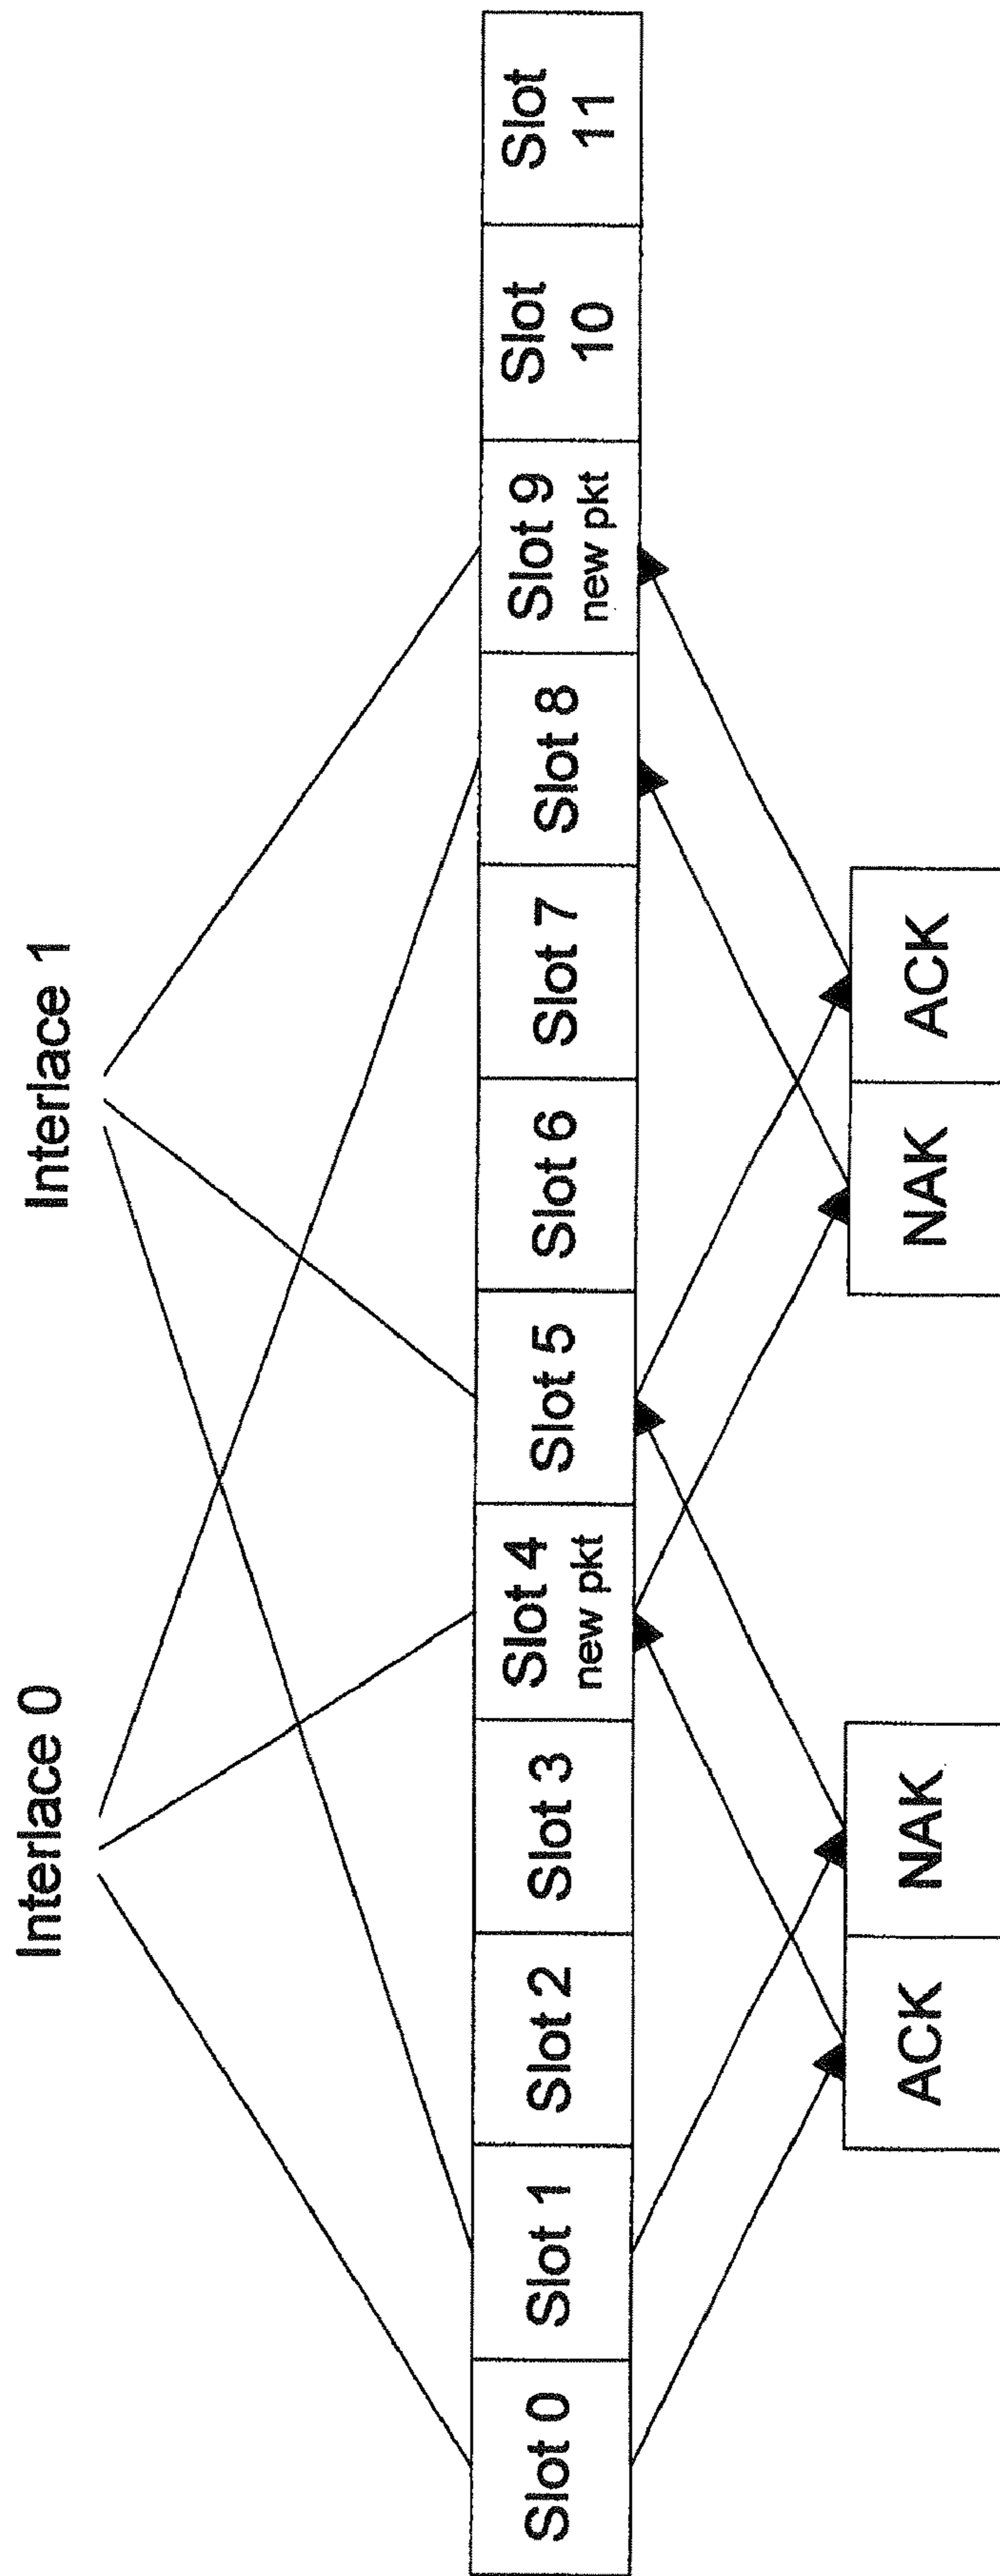 Interlace 0
Interlace 1
Slot 0
Slot 1
Slot 2
Slot 3
Slot 4
new pkt
Slot 5
Slot 6
Slot 7
Slot 8
Slot 9
new pkt
Slot
10
Slot
11
ACK
NAK
NAK
ACK